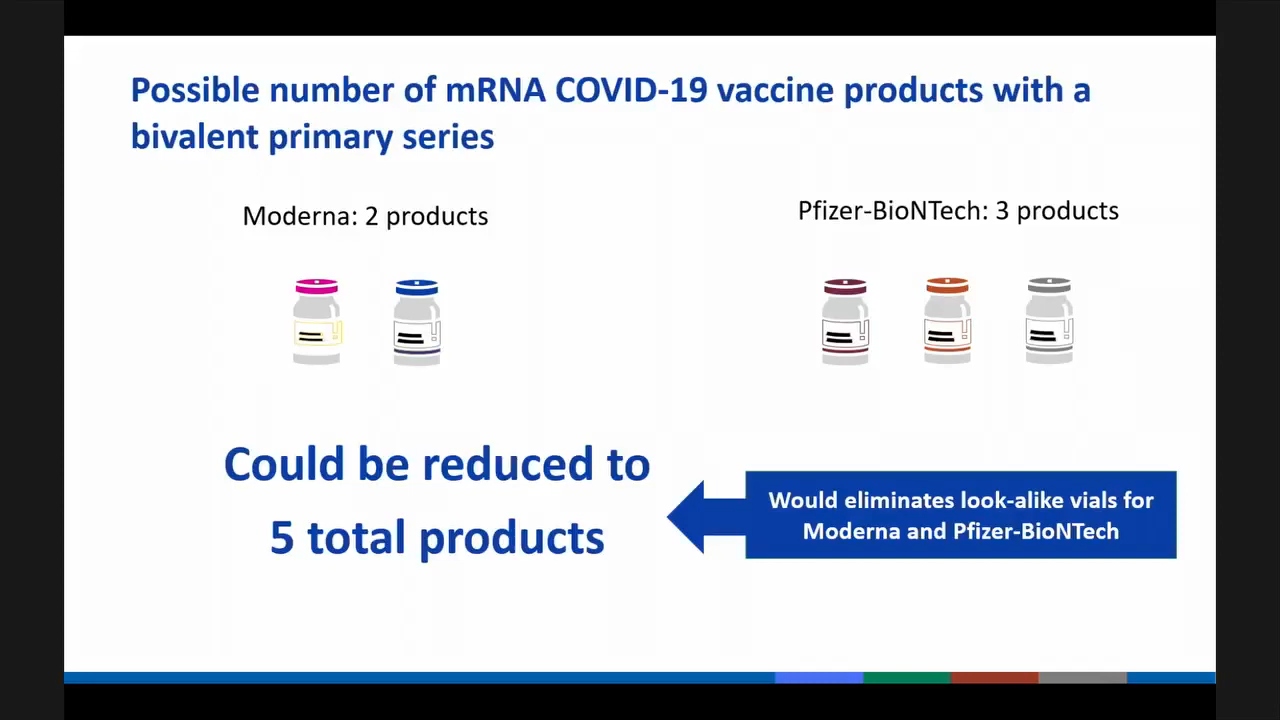 Possible number of mRNA COVID-19 vaccine products with a
bivalent primary series
Moderna: 2 products
Pfizer-BioNTech: 3 products
Could be reduced to
5 total products
Would eliminates look-alike vials for
Moderna and Pfizer-BioNTech